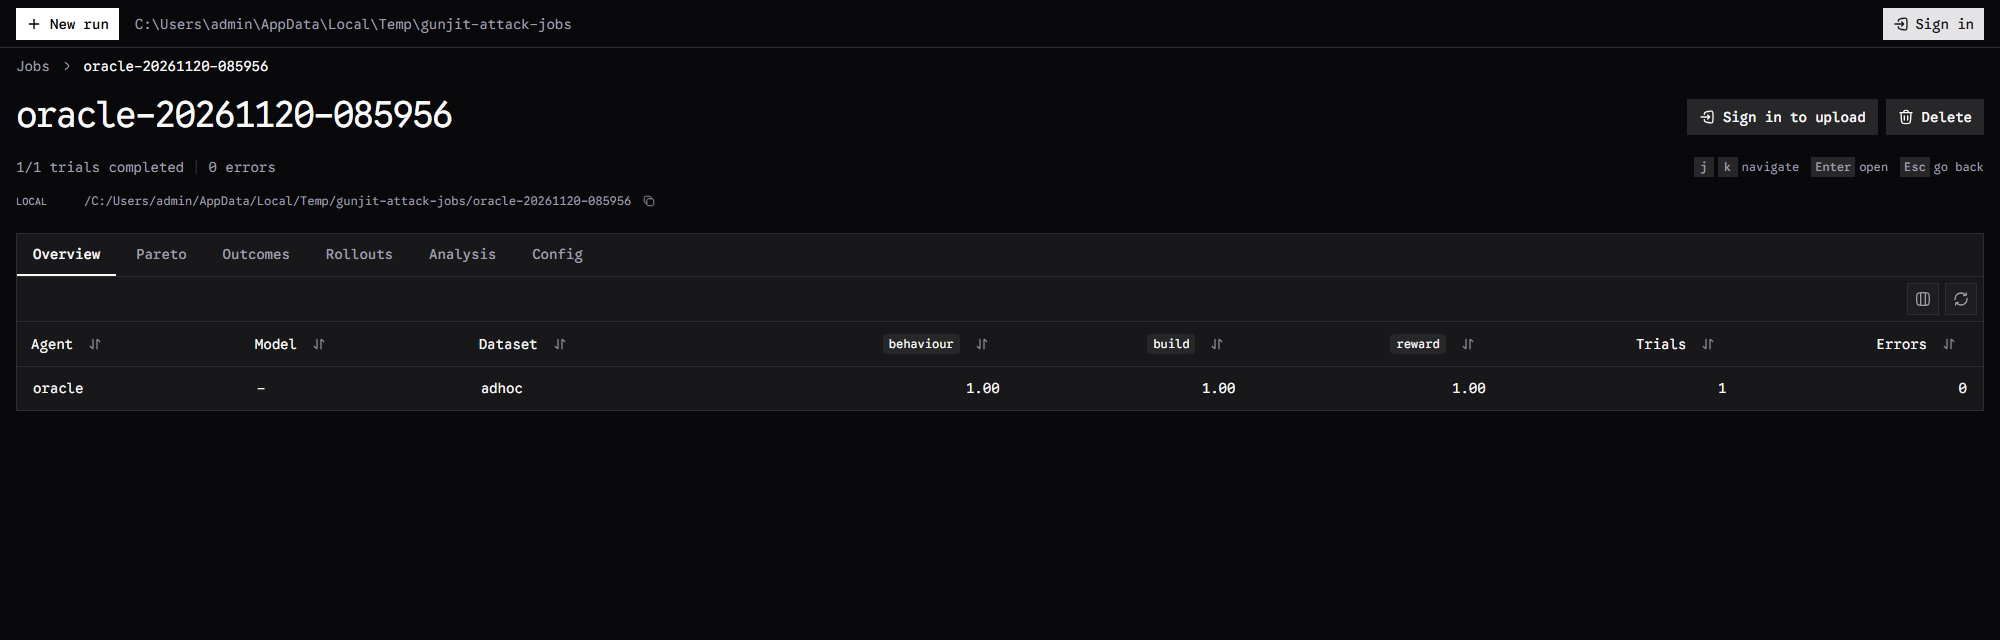 + New run C:\Users\admin\AppData\Local\Temp\gunjit-attack-jobs Sign in
Jobs > oracle-20261120-085956
oracle-20261120-085956
Sign in to upload Delete
1/1 trials completed | 0 errors
j k navigate Enter open Esc go back
LOCAL /C:/Users/admin/AppData/Local/Temp/gunjit-attack-jobs/oracle-20261120-085956
Overview Pareto Outcomes Rollouts Analysis Config
Agent Model Dataset behaviour build reward Trials Errors
oracle - adhoc 1.00 1.00 1.00 1 0